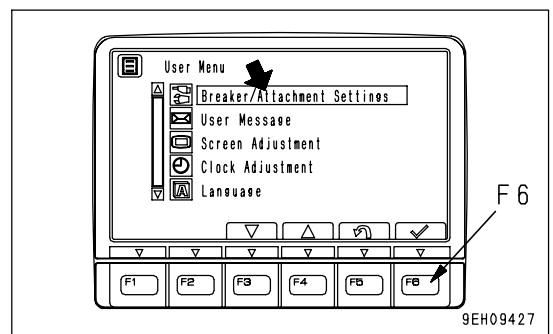 User Menu
Breaker/Attachment Settings
User Message
Screen Adjustment
Clock Adjustment
A Language
F6
F1 F2 F3 F4 F5 F6
9EH09427